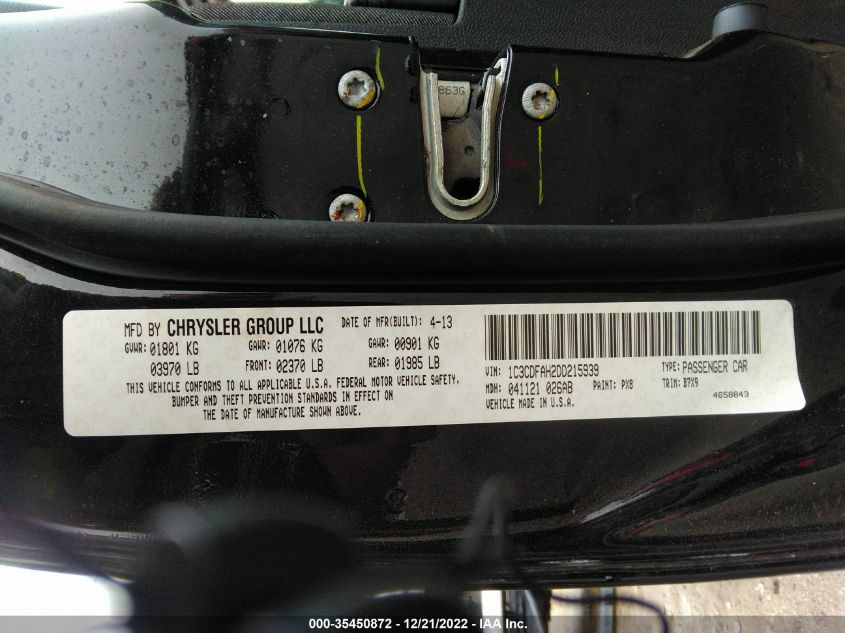 863G
MFD BY CHRYSLER GROUP LLC DATE OF MFR(BUILT): 4-13
GVWR: 01801 KG GAWR: 01076 KG GAWR: 00901 KG
03970 LB FRONT: 02370 LB REAR: 01985 LB
THIS VEHICLE CONFORMS TO ALL APPLICABLE U.S.A. FEDERAL MOTOR VEHICLE SAFETY,
BUMPER AND THEFT PREVENTION STANDARDS IN EFFECT ON
THE DATE OF MANUFACTURE SHOWN ABOVE.
VIN: 1C3CDFAH2DD215939 TYPE: PASSENGER CAR
MDH: 041121 026AB PAINT: PX8 TRIM: B7X9
VEHICLE MADE IN U.S.A. 4658843
000-35450872 - 12/21/2022 - IAA Inc.